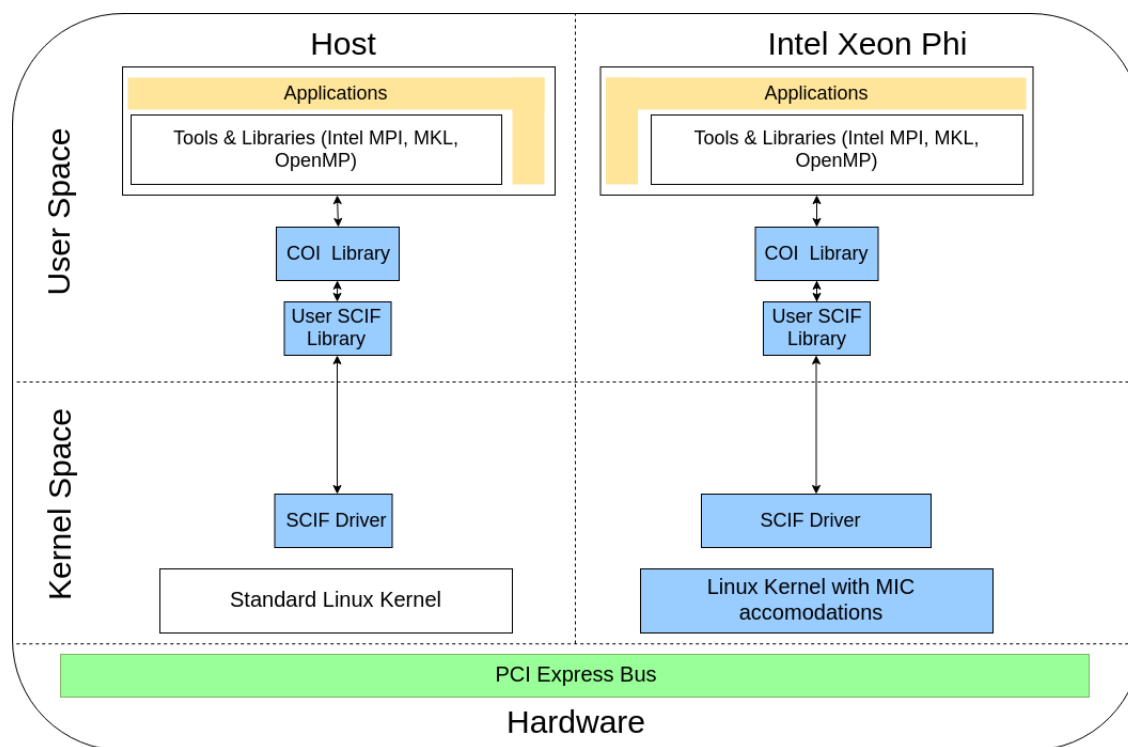 Host
Intel Xeon Phi
User Space
Applications
Tools & Libraries (Intel MPI, MKL,
OpenMP)
COI Library
User SCIF
Library
Applications
Tools & Libraries (Intel MPI, MKL,
OpenMP)
COI Library
User SCIF
Library
Kernel Space
SCIF Driver
Standard Linux Kernel
SCIF Driver
Linux Kernel with MIC
accomodations
PCI Express Bus
Hardware